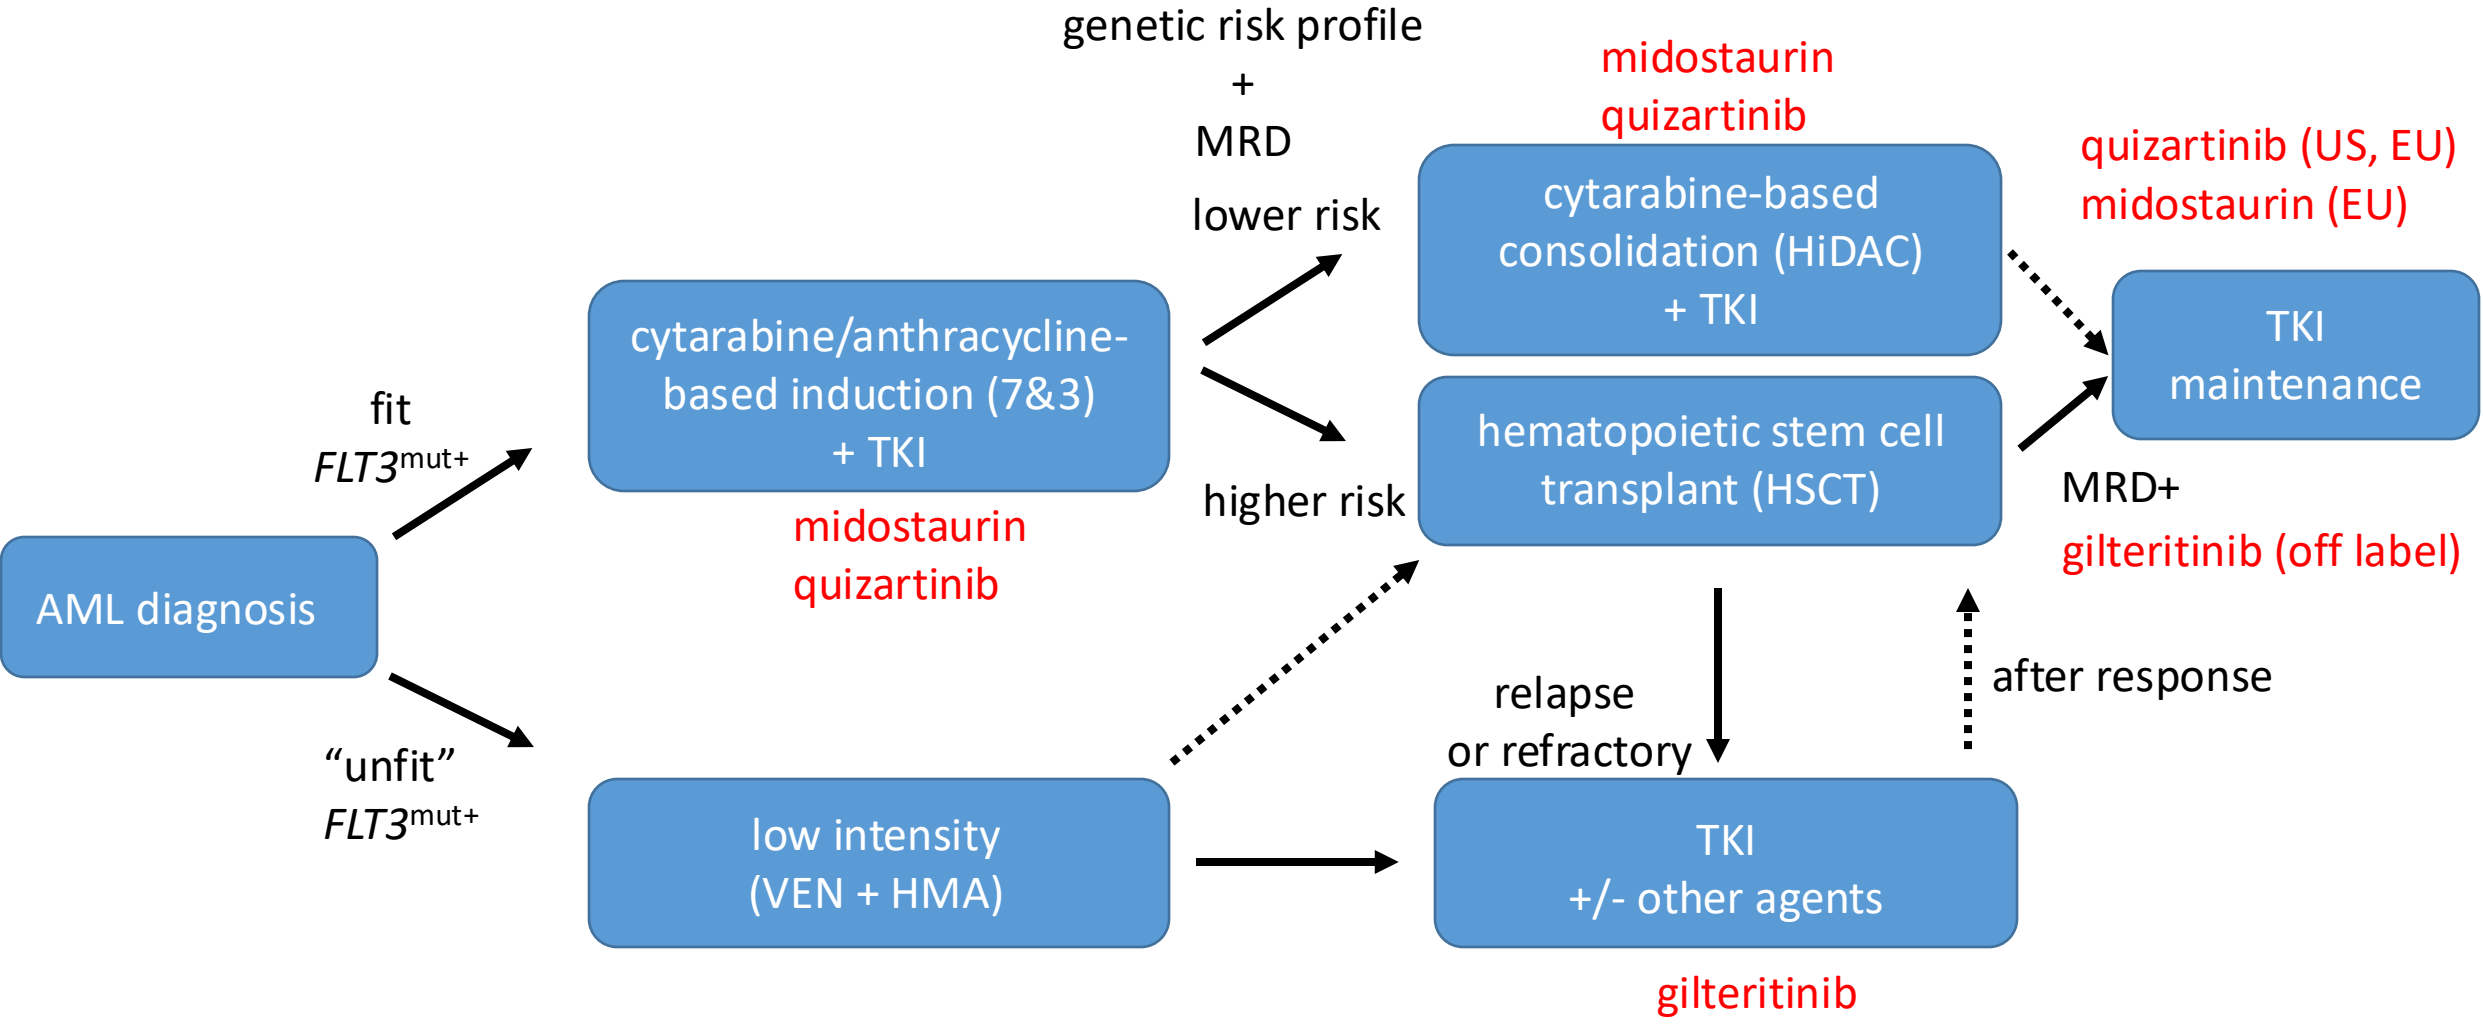 genetic risk profile
+
MRD
lower risk
higher risk
midostaurin
quizartinib
cytarabine-based
consolidation (HiDAC)
+ TKI
quizartinib (US, EU)
midostaurin (EU)
TKI
maintenance
fit
FLT3mut+
cytarabine/anthracycline-
based induction (7&3)
+ TKI
midostaurin
quizartinib
hematopoietic stem cell
transplant (HSCT)
MRD+
gilteritinib (off label)
AML diagnosis
“unfit”
FLT3mut+
low intensity
(VEN + HMA)
relapse
or refractory
after response
TKI
+/- other agents
gilteritinib